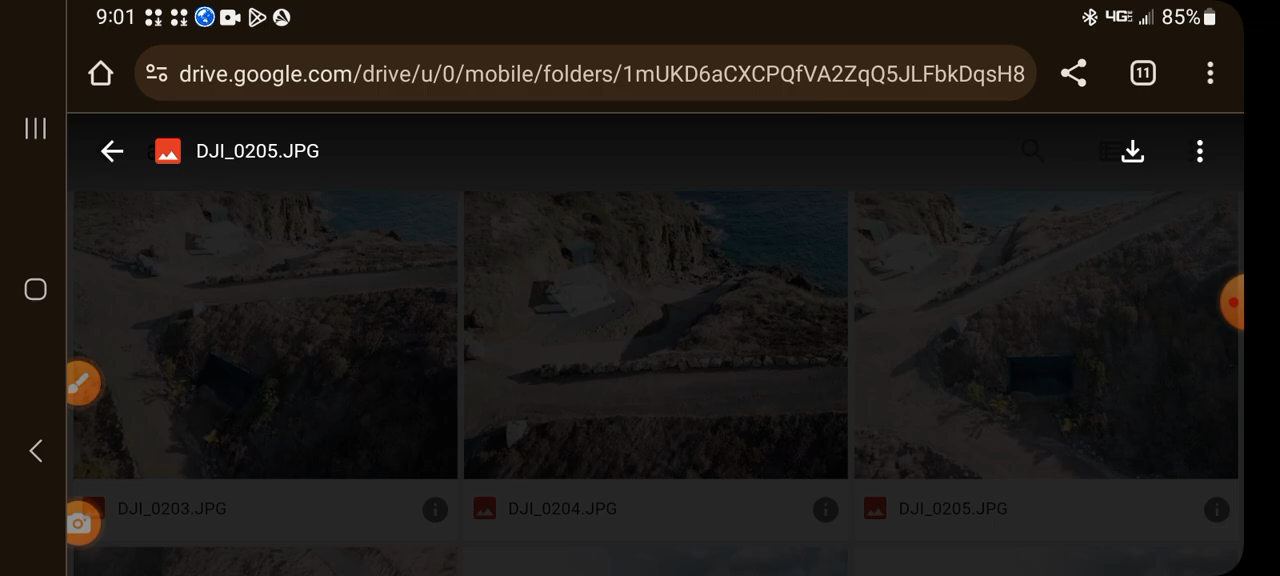 9:01 4GE 85%
drive.google.com/drive/u/0/mobile/folders/1mUKD6aCXCPQfVA2ZqQ5JLFbkDqsH8 11
DJI_0205.JPG
DJI_0203.JPG DJI_0204.JPG DJI_0205.JPG